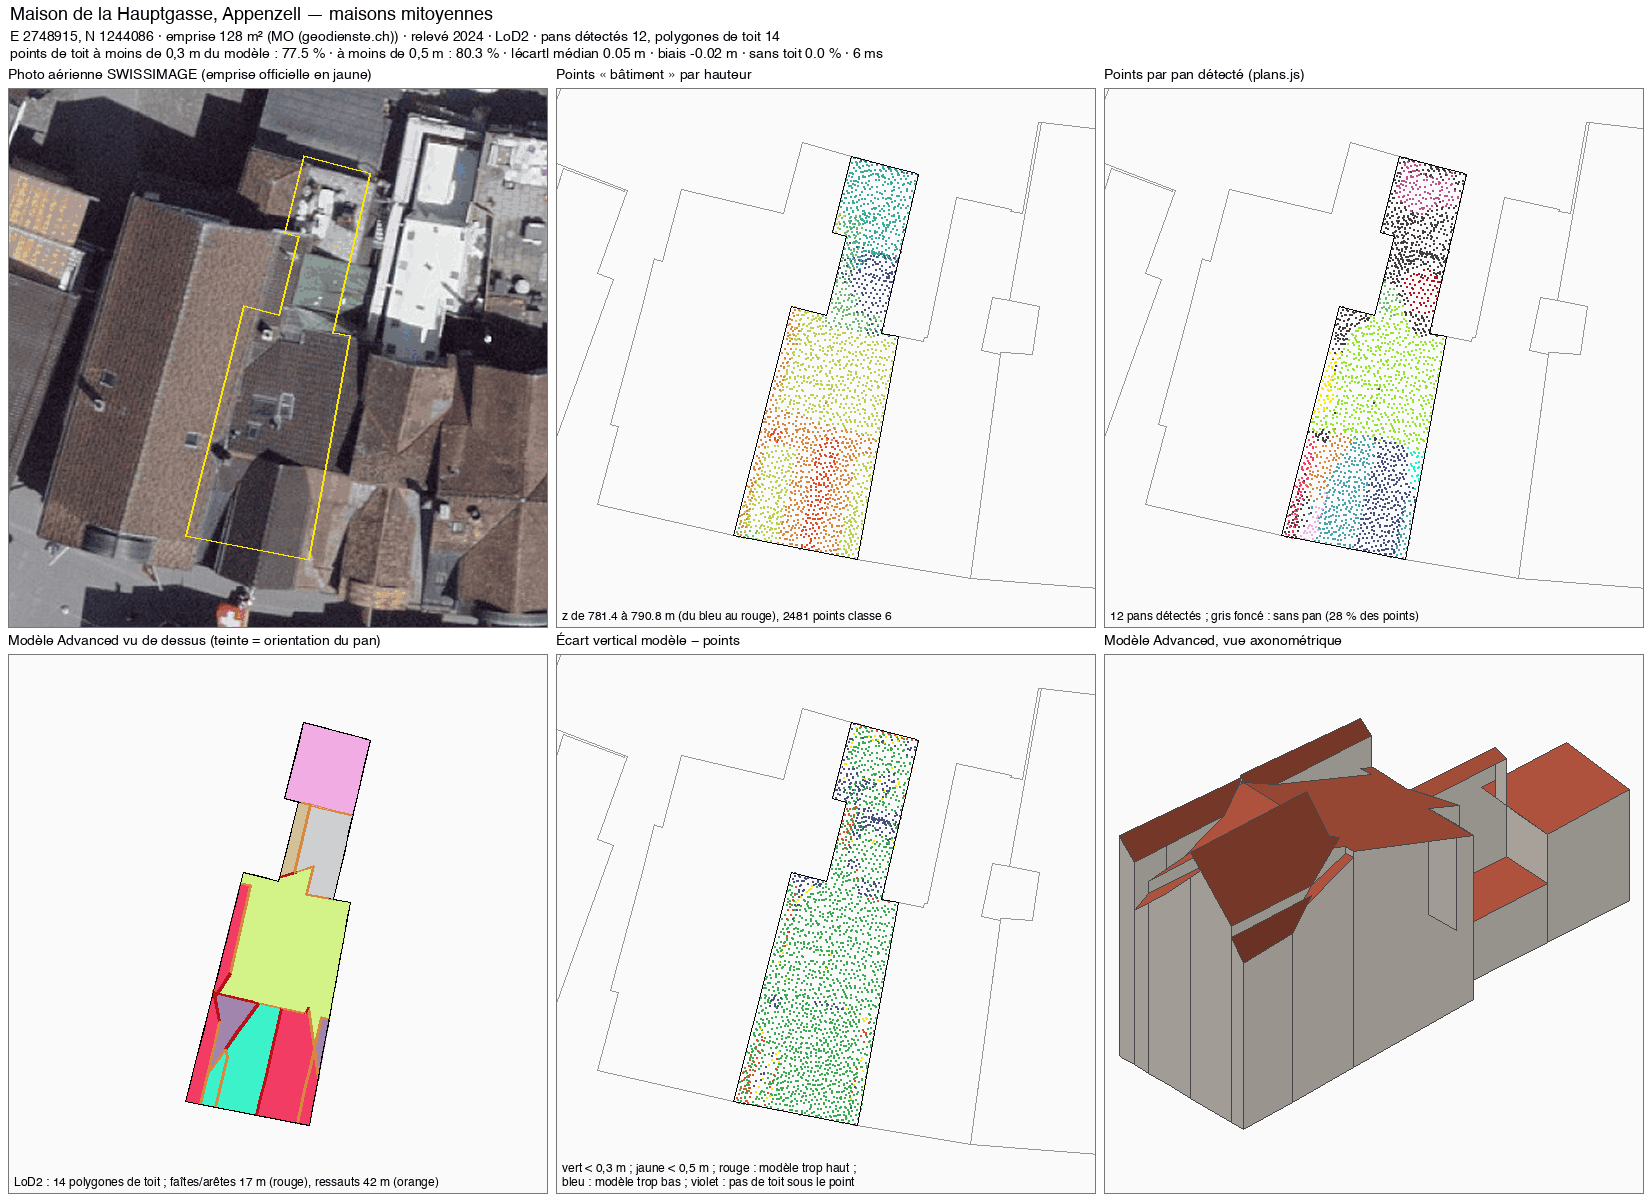 Maison de la Hauptgasse, Appenzell — maisons mitoyennes
E 2748915, N 1244086 · emprise 128 m² (MO (geodienste.ch)) · relevé 2024 · LoD2 · pans détectés 12, polygones de toit 14
points de toit à moins de 0,3 m du modèle : 77.5 % · à moins de 0,5 m : 80.3 % · lécartl médian 0.05 m · biais -0.02 m · sans toit 0.0 % · 6 ms
Photo aérienne SWISSIMAGE (emprise officielle en jaune)
Points « bâtiment » par hauteur
Points par pan détecté (plans.js)
z de 781.4 à 790.8 m (du bleu au rouge), 2481 points classe 6
12 pans détectés ; gris foncé : sans pan (28 % des points)
Modèle Advanced vu de dessus (teinte = orientation du pan)
Écart vertical modèle – points
Modèle Advanced, vue axonométrique
LoD2 : 14 polygones de toit ; faîtes/arêtes 17 m (rouge), ressauts 42 m (orange)
vert < 0,3 m ; jaune < 0,5 m ; rouge : modèle trop haut ;
bleu : modèle trop bas ; violet : pas de toit sous le point